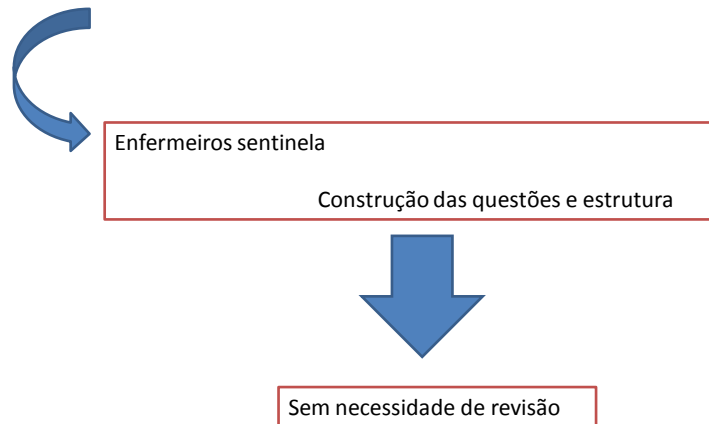 Enfermeiros sentinela
Construção das questões e estrutura
Sem necessidade de revisão